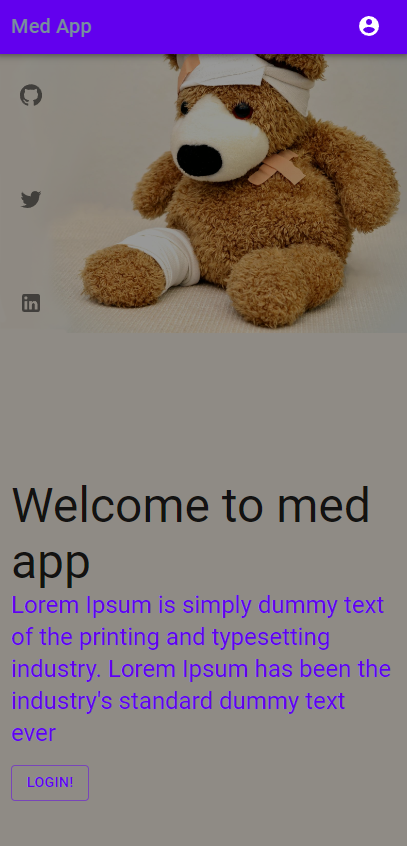 Med App
Welcome to med
app
Lorem Ipsum is simply dummy text
of the printing and typesetting
industry. Lorem Ipsum has been the
industry's standard dummy text
ever
LOGIN!